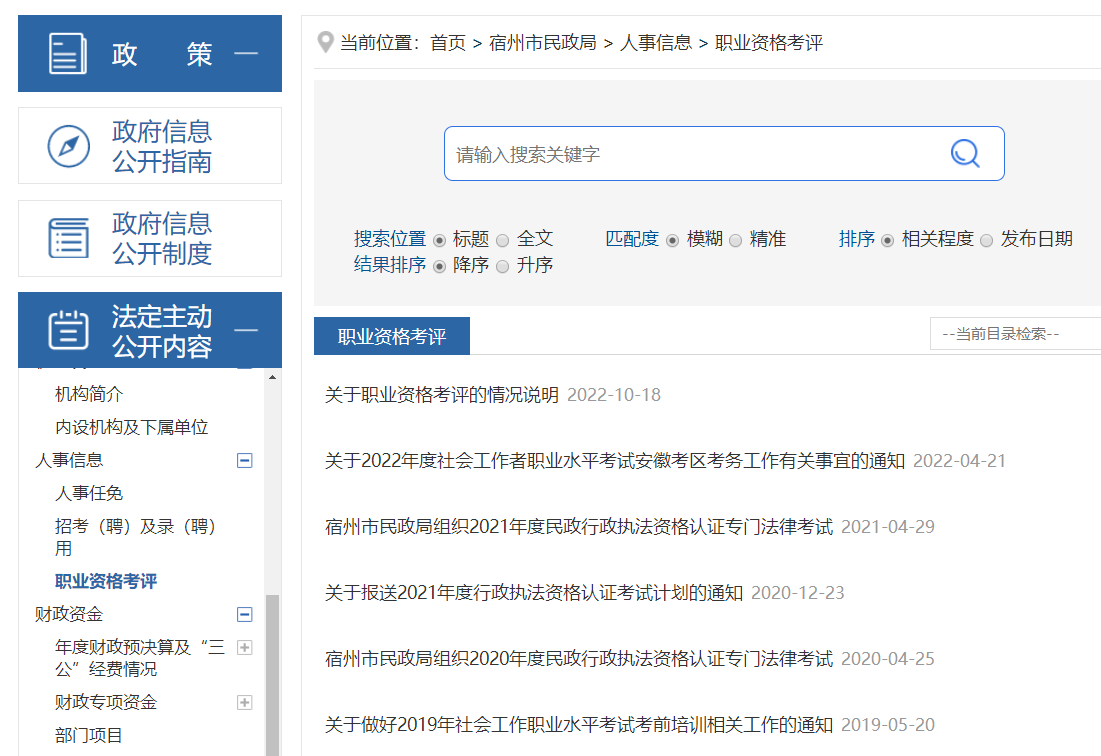 政 策
政府信息
公开指南
政府信息
公开制度
法定主动
公开内容
机构简介
内设机构及下属单位
人事信息
人事任免
招考（聘）及录（聘）
用
职业资格考评
财政资金
年度财政预决算及“三
公”经费情况
财政专项资金
部门项目
当前位置：首页 > 宿州市民政局 > 人事信息 > 职业资格考评
请输入搜索关键字
搜索位置 标题 全文 匹配度 模糊 精准 排序 相关程度 发布日期
结果排序 降序 升序
职业资格考评 --当前目录检索--
关于职业资格考评的情况说明 2022-10-18
关于2022年度社会工作者职业水平考试安徽考区考务工作有关事宜的通知 2022-04-21
宿州市民政局组织2021年度民政行政执法资格认证专门法律考试 2021-04-29
关于报送2021年度行政执法资格认证考试计划的通知 2020-12-23
宿州市民政局组织2020年度民政行政执法资格认证专门法律考试 2020-04-25
关于做好2019年社会工作职业水平考试考前培训相关工作的通知 2019-05-20